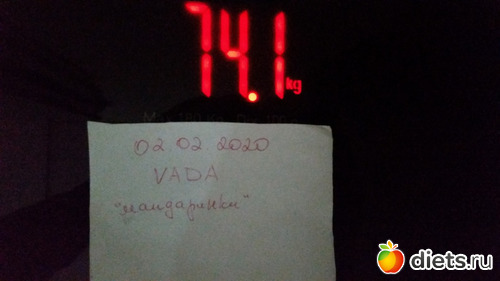 74.1
kg
02 02 2020
VADA
"мандаринки"
diets.ru